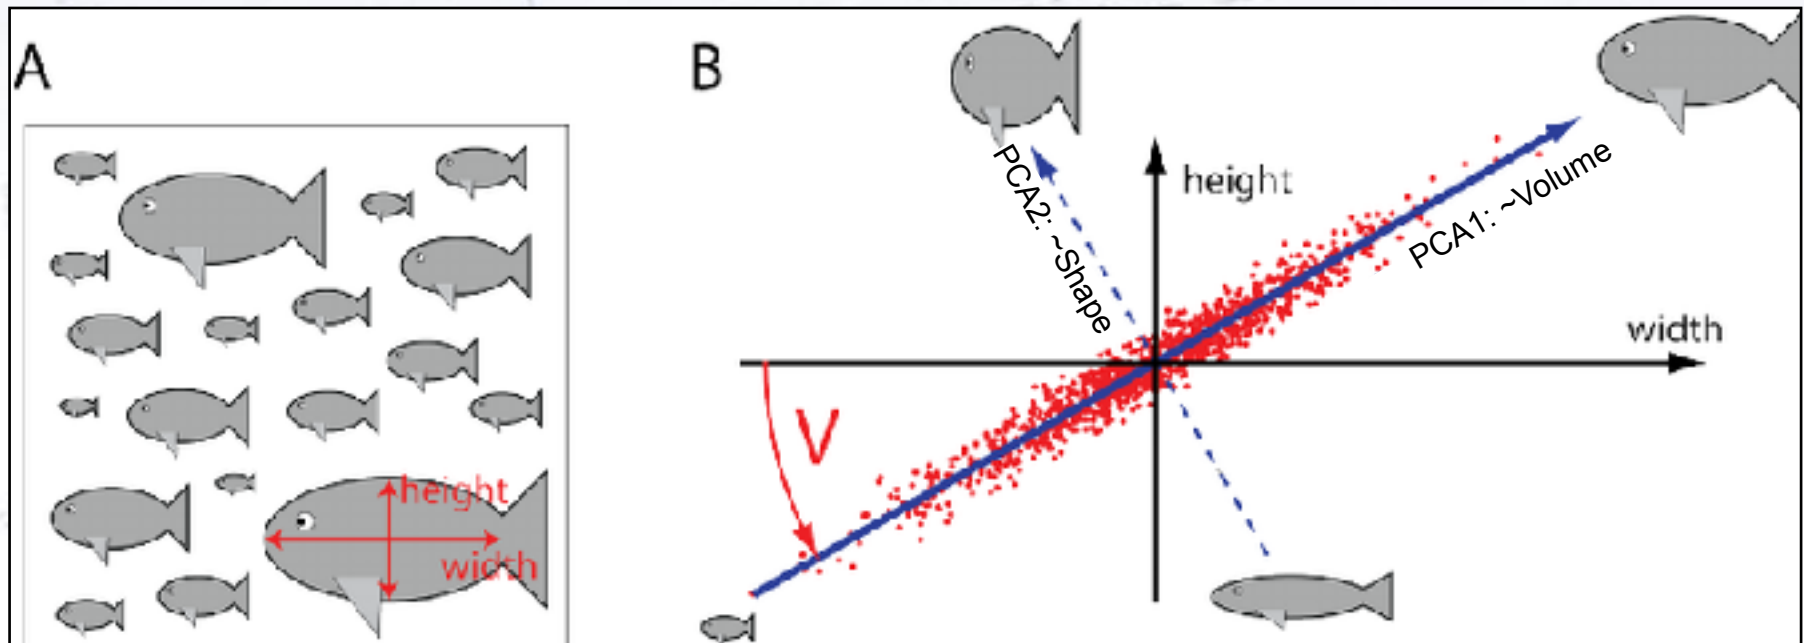 A
height
width
B
PCA2: ~Shape
height
PCA1: ~Volume
width
V